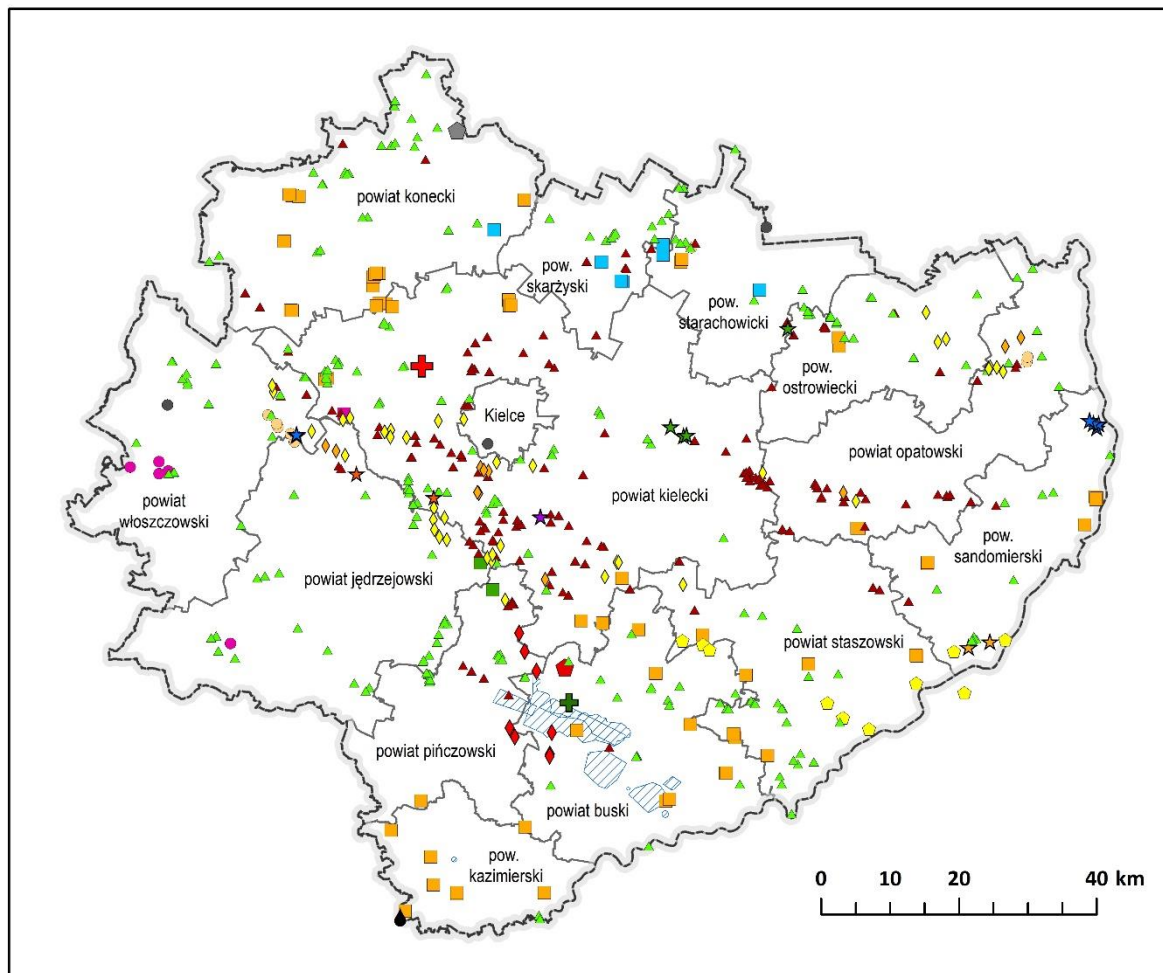 powiat konecki
pow.
skarżyski
pow.
starachowicki
pow.
ostrowiecki
Kielce
powiat opatowski
powiat kielecki
powiat
włoszczowski
pow.
sandomierski
powiat jędrzejowski
powiat staszowski
powiat pińczowski
powiat buski
pow.
kazimierski
0 10 20 40 km